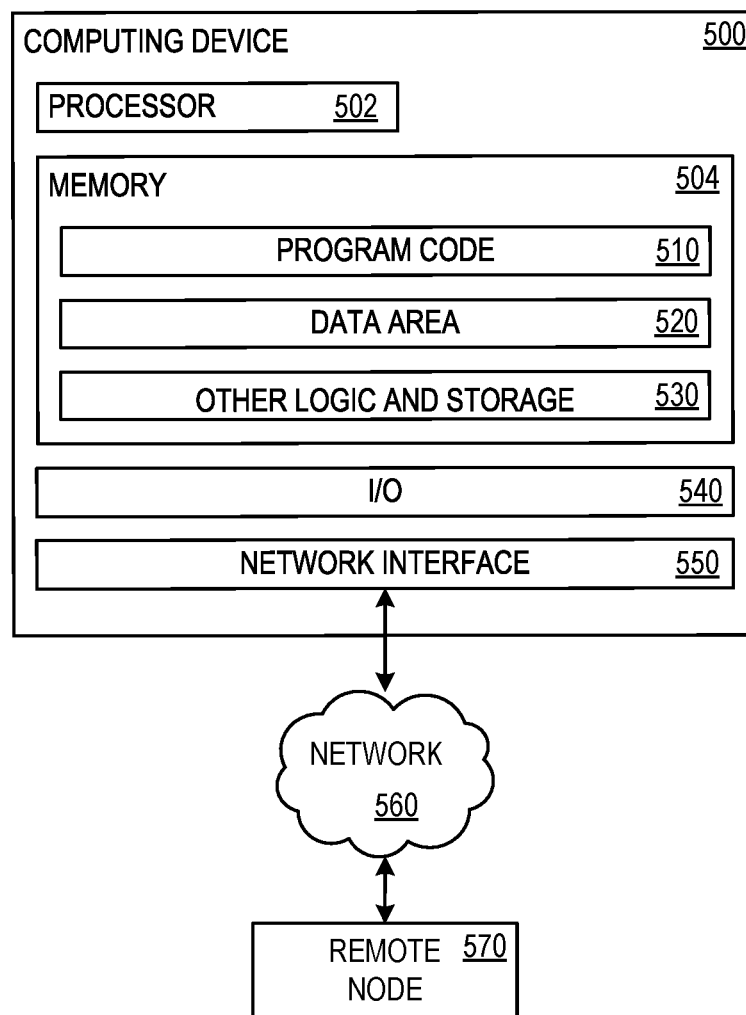 COMPUTING DEVICE 500
PROCESSOR 502
MEMORY 504
PROGRAM CODE 510
DATA AREA 520
OTHER LOGIC AND STORAGE 530
I/O 540
NETWORK INTERFACE 550
NETWORK
560
REMOTE 570
NODE